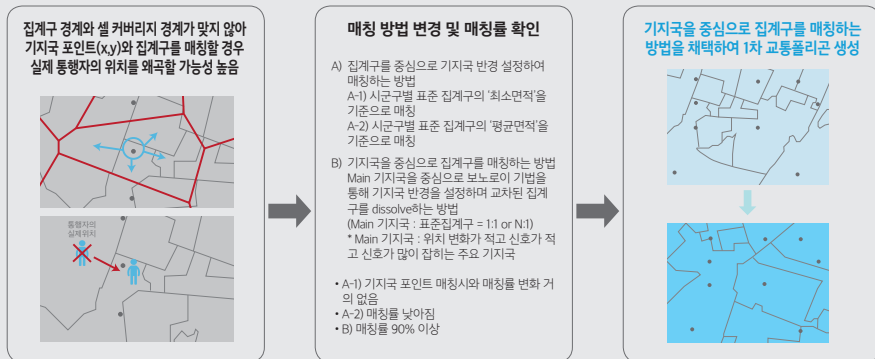 집계구 경계와 셀 커버리지 경계가 맞지 않아
기지국 포인트(x,y)와 집계구를 매칭할 경우
실제 통행자의 위치를 왜곡할 가능성 높음
통행자의
실제위치
매칭 방법 변경 및 매칭률 확인
A) 집계구를 중심으로 기지국 반경 설정하여
매칭하는 방법
A-1) 시군구별 표준 집계구의 '최소면적'을
기준으로 매칭
A-2) 시군구별 표준 집계구의 '평균면적'을
기준으로 매칭
B) 기지국을 중심으로 집계구를 매칭하는 방법
Main 기지국을 중심으로 보노로이 기법을
통해 기지국 반경을 설정하며 교차된 집계
구를 dissolve하는 방법
(Main 기지국 : 표준집계구 = 1:1 or N:1)
* Main 기지국 : 위치 변화가 적고 신호가 적
고 신호가 많이 잡히는 주요 기지국
• A-1) 기지국 포인트 매칭시와 매칭률 변화 거
의 없음
• A-2) 매칭률 낮아짐
• B) 매칭률 90% 이상
기지국을 중심으로 집계구를 매칭하는
방법을 채택하여 1차 교통폴리곤 생성